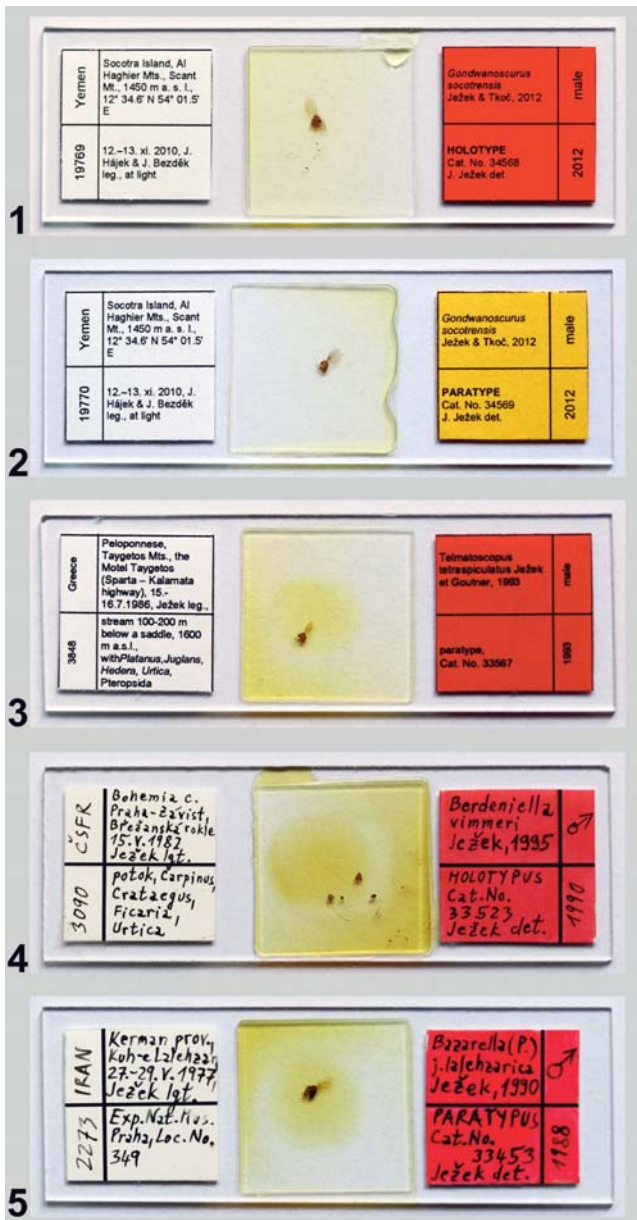 Yemen
Socotra Island, Al
Haghier Mts., Scant
Mt., 1450 m a. s. l.,
12° 34.6' N 54° 01.5'
E
19769
12.–13. xi. 2010, J.
Hájek & J. Bezděk
leg., at light
Gondwanoscurus
socotrensis
Ježek & Tkoč, 2012
male
HOLOTYPE
Cat. No. 34568
J. Ježek det.
2012
1
Yemen
Socotra Island, Al
Haghier Mts., Scant
Mt., 1450 m a. s. l.,
12° 34.6' N 54° 01.5'
E
19770
12.–13. xi. 2010, J.
Hájek & J. Bezděk
leg., at light
Gondwanoscurus
socotrensis
Ježek & Tkoč, 2012
male
PARATYPE
Cat. No. 34569
J. Ježek det.
2012
2
Greece
Peloponnese,
Taygetos Mts., the
Motel Taygetos
(Sparta – Kalamata
highway), 15.-
16.7.1986, Ježek leg.,
3848
stream 100-200 m
below a saddle, 1600
m a.s.l.,
withPlatanus,Juglans,
Hedera, Urtica,
Pteropsida
Telmatoscopus
tetraspiculatus Ježek
et Goutner, 1993
male
paratype,
Cat. No. 33567
1993
3
ČSFR
Bohemia c.
Praha-Závist,
Břežanská rokle
15.V.1982
Ježek lgt.
3090
potok, Carpinus,
Crataegus,
Ficaria,
Urtica
Berdeniella
vimmeri
Ježek, 1995
♂
HOLOTYPUS
Cat.No.
33523
Ježek det.
1990
4
IRAN
Kerman prov.,
Kuh-e Lalehzar,
27.-29.V.1977,
Ježek lgt.
2273
Exp.Nat.Mus.
Praha, Loc.No.
349
Bazarella (P.)
j.lalehzarica
Ježek, 1990
♂
PARATYPUS
Cat.No.
33453
Ježek det.
1988
5